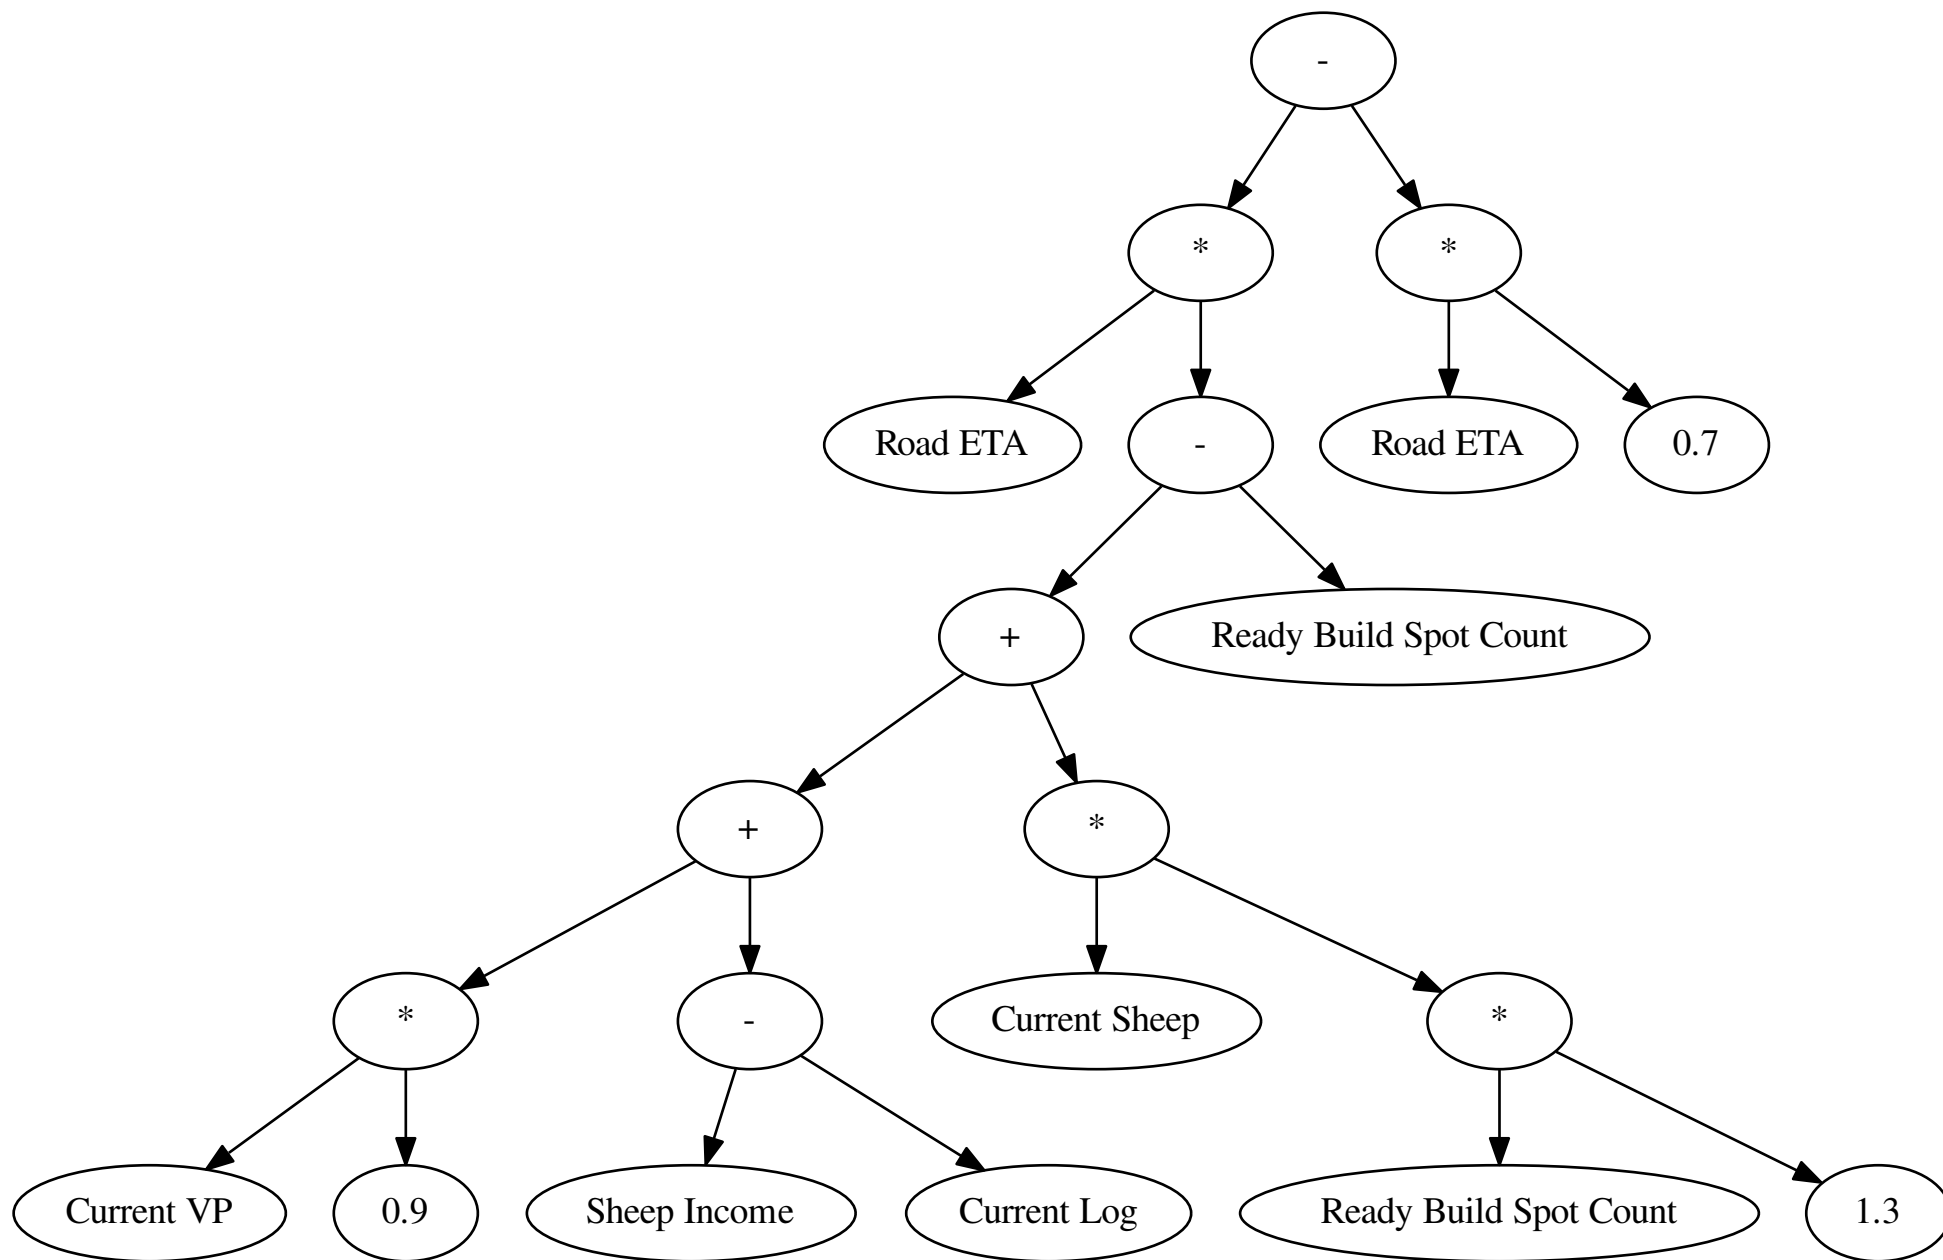 -
*
*
Road ETA
-
Road ETA
0.7
+
Ready Build Spot Count
+
*
*
-
Current Sheep
*
Current VP
0.9
Sheep Income
Current Log
Ready Build Spot Count
1.3